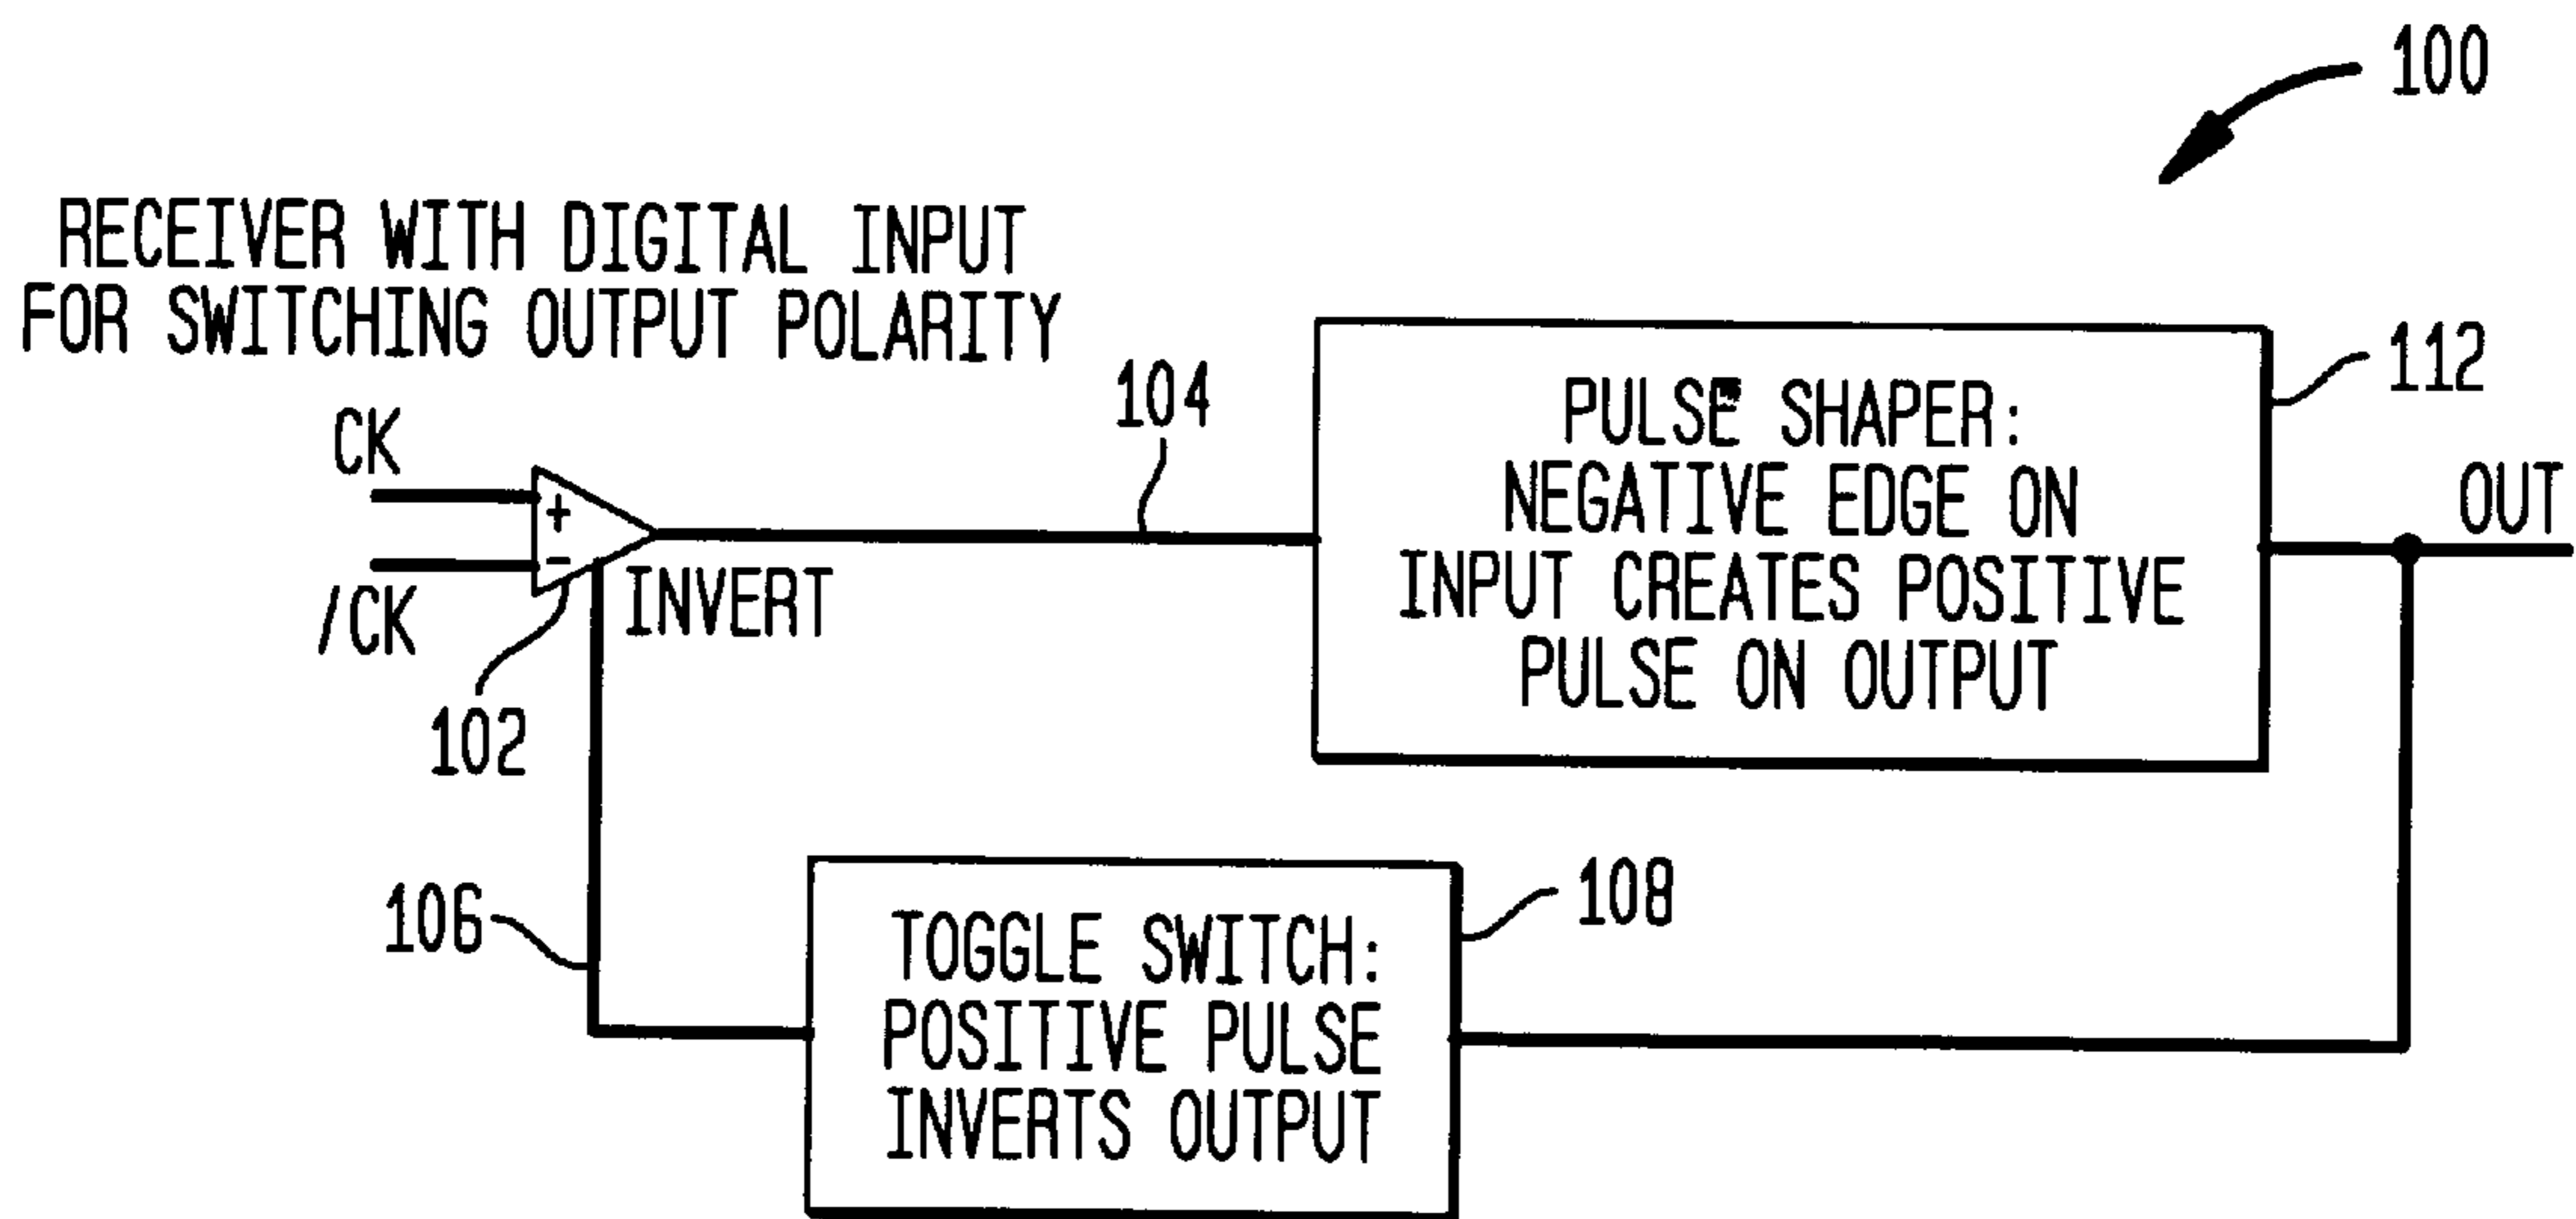 100
RECEIVER WITH DIGITAL INPUT
FOR SWITCHING OUTPUT POLARITY
104
112
CK
+
-
/CK
INVERT
102
PULSE SHAPER:
NEGATIVE EDGE ON
INPUT CREATES POSITIVE
PULSE ON OUTPUT
OUT
106
108
TOGGLE SWITCH:
POSITIVE PULSE
INVERTS OUTPUT